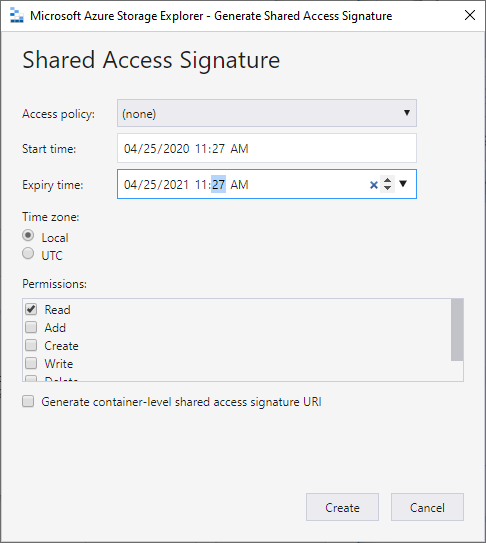 Microsoft Azure Storage Explorer - Generate Shared Access Signature
Shared Access Signature
Access policy: (none)
Start time: 04/25/2020 11:27 AM
Expiry time: 04/25/2021 11:27 AM
Time zone:
Local
UTC
Permissions:
Read
Add
Create
Write
Delete
Generate container-level shared access signature URI
Create Cancel